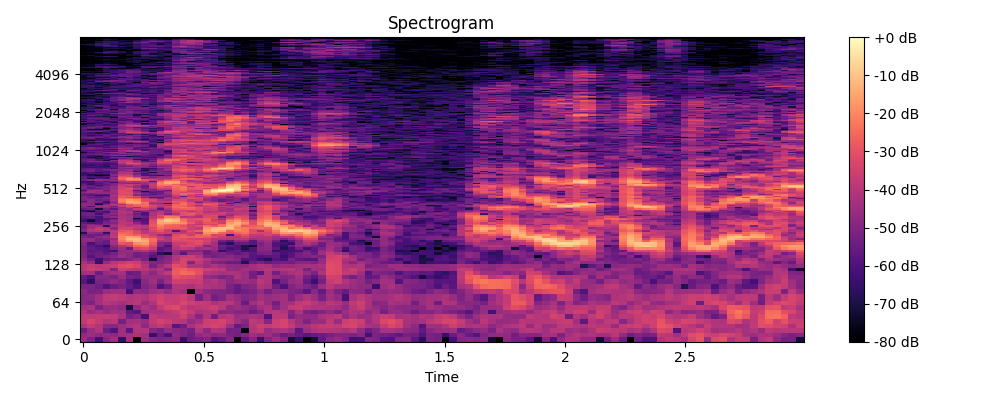 Spectrogram
Hz
4096
2048
1024
512
256
128
64
0
0 0.5 1 1.5 2 2.5
Time
+0 dB
-10 dB
-20 dB
-30 dB
-40 dB
-50 dB
-60 dB
-70 dB
-80 dB